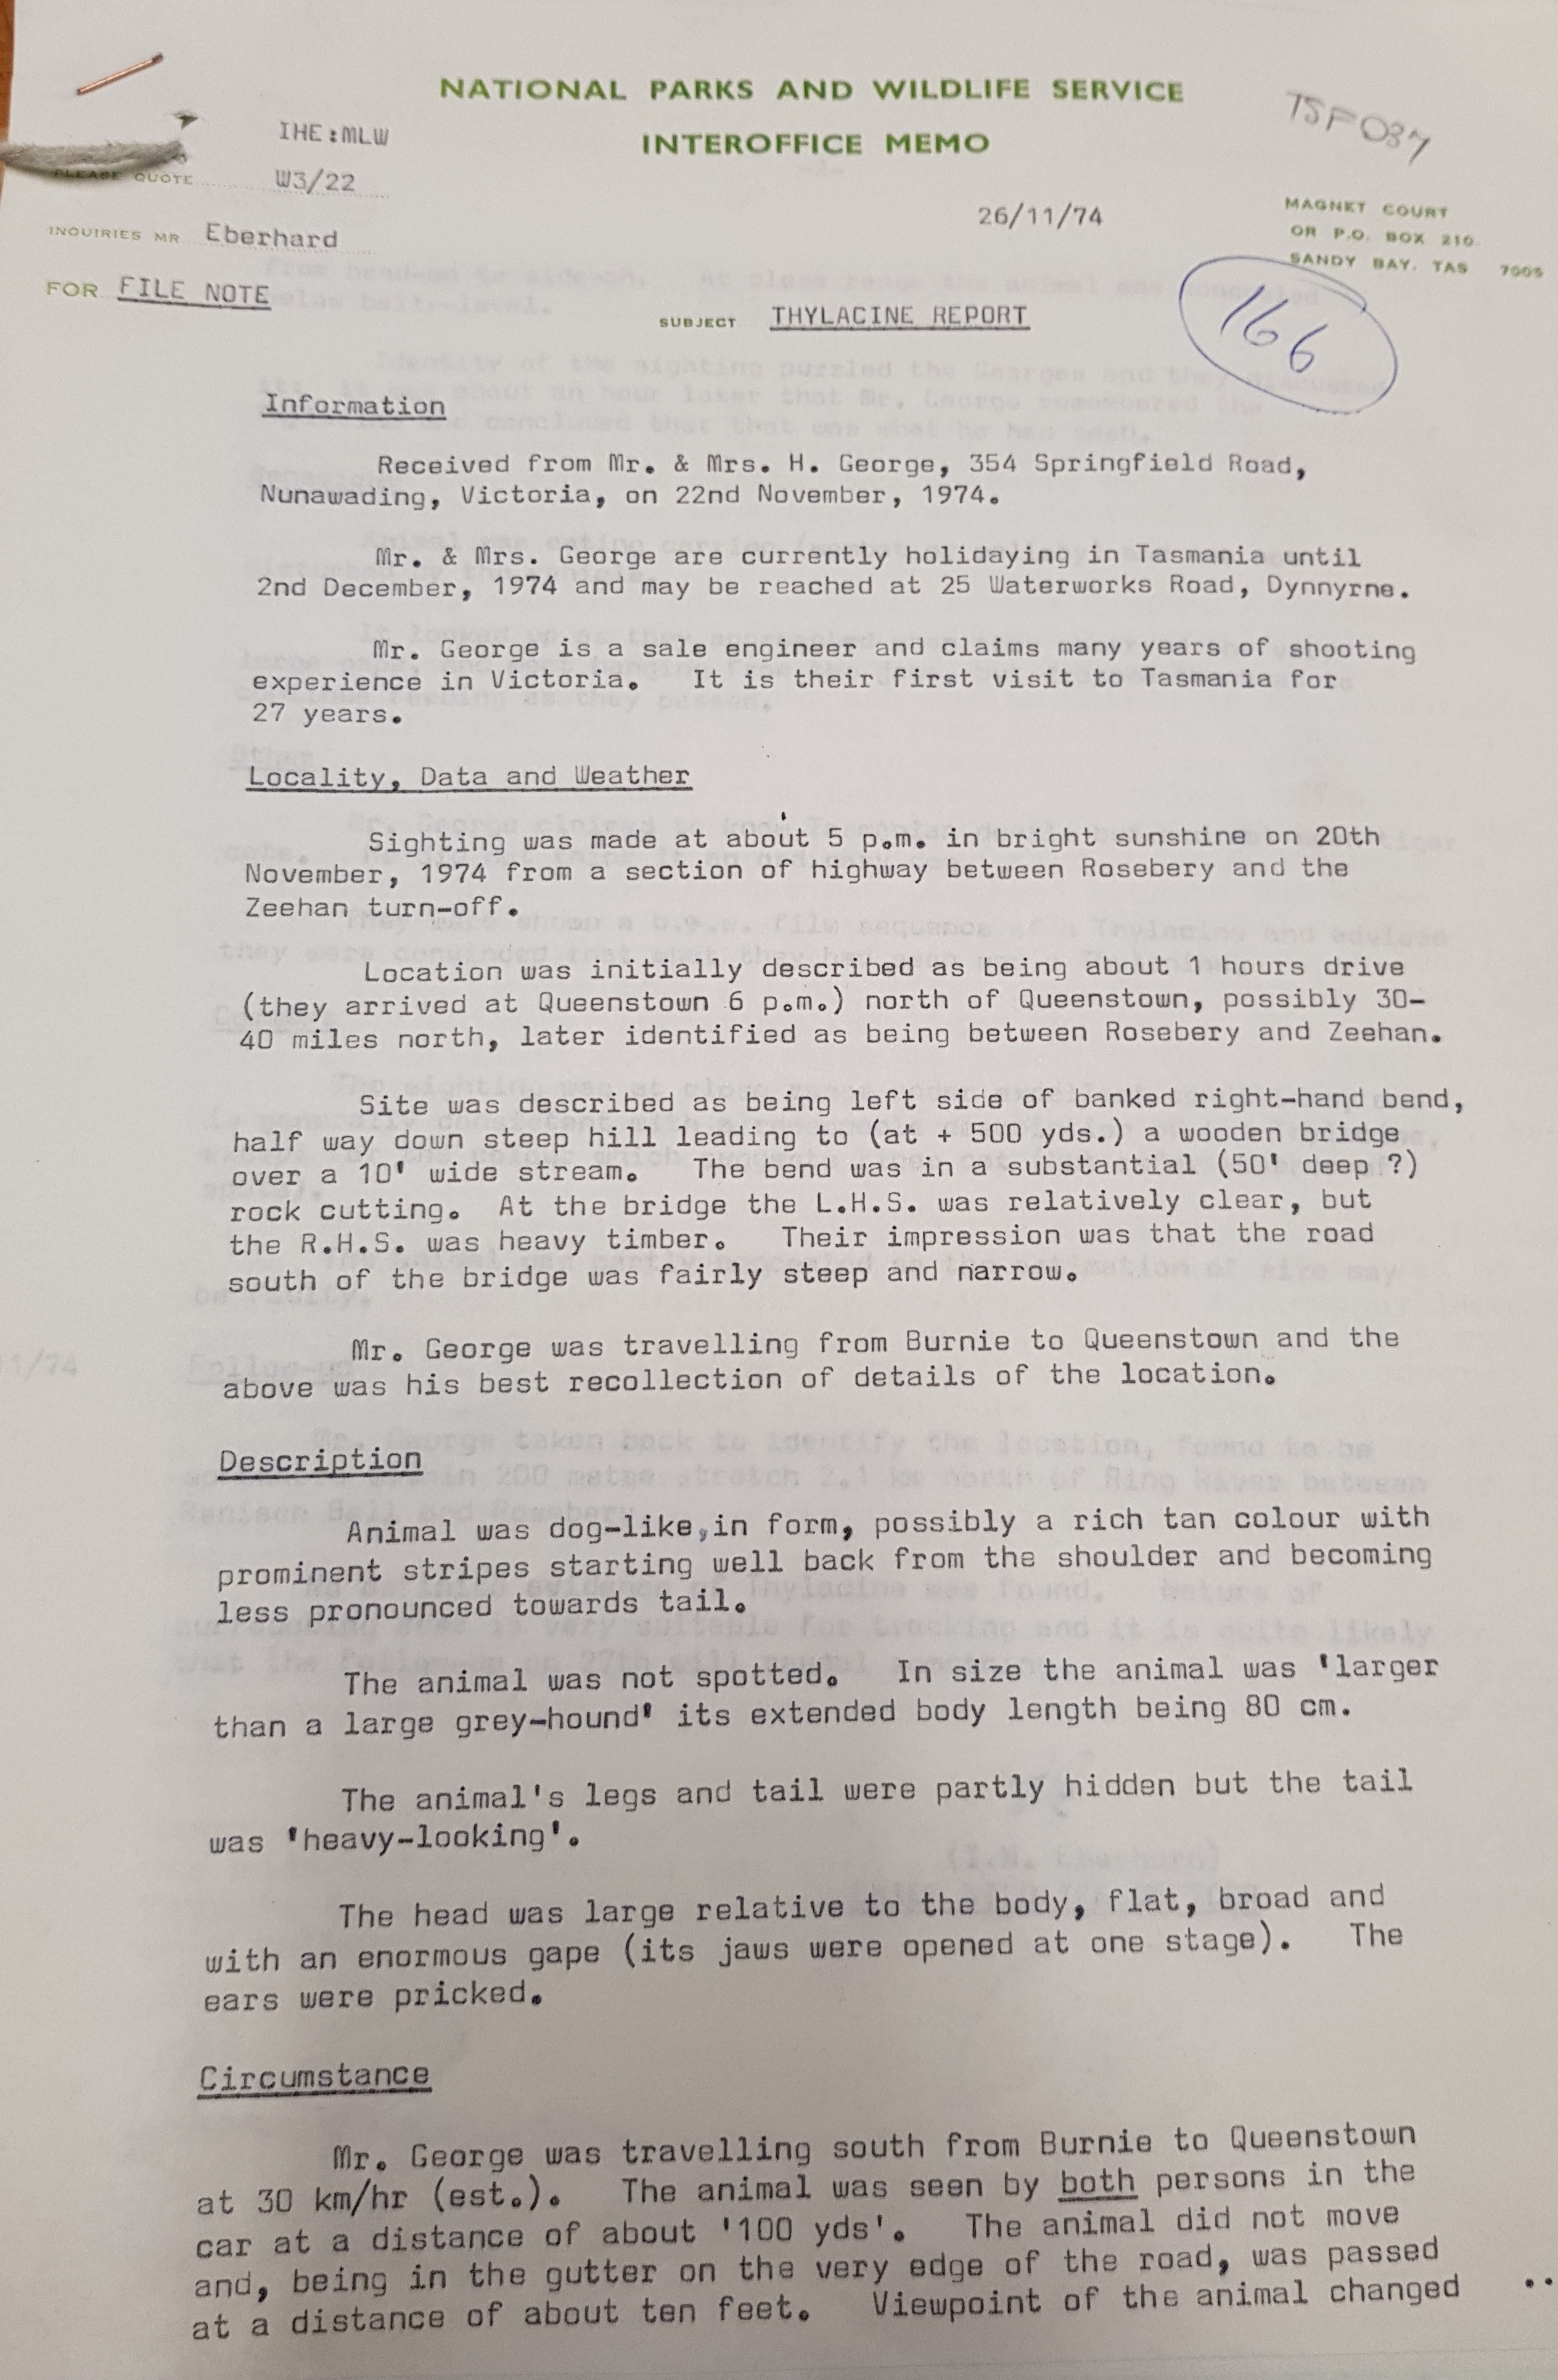 NATIONAL PARKS AND WILDLIFE SERVICE
INTEROFFICE MEMO
TSF037
IHE:MLW
PLEASE QUOTE W3/22
26/11/74
MAGNET COURT
OR P.O. BOX 210
SANDY BAY, TAS 7005
INQUIRIES MR Eberhard
FOR FILE NOTE
SUBJECT THYLACINE REPORT
166
Information
Received from Mr. & Mrs. H. George, 354 Springfield Road,
Nunawading, Victoria, on 22nd November, 1974.
Mr. & Mrs. George are currently holidaying in Tasmania until
2nd December, 1974 and may be reached at 25 Waterworks Road, Dynnyrne.
Mr. George is a sale engineer and claims many years of shooting
experience in Victoria. It is their first visit to Tasmania for
27 years.
Locality, Data and Weather
Sighting was made at about 5 p.m. in bright sunshine on 20th
November, 1974 from a section of highway between Rosebery and the
Zeehan turn-off.
Location was initially described as being about 1 hours drive
(they arrived at Queenstown 6 p.m.) north of Queenstown, possibly 30-
40 miles north, later identified as being between Rosebery and Zeehan.
Site was described as being left side of banked right-hand bend,
half way down steep hill leading to (at + 500 yds.) a wooden bridge
over a 10' wide stream. The bend was in a substantial (50' deep ?)
rock cutting. At the bridge the L.H.S. was relatively clear, but
the R.H.S. was heavy timber. Their impression was that the road
south of the bridge was fairly steep and narrow.
Mr. George was travelling from Burnie to Queenstown and the
above was his best recollection of details of the location.
Description
Animal was dog-like, in form, possibly a rich tan colour with
prominent stripes starting well back from the shoulder and becoming
less pronounced towards tail.
The animal was not spotted. In size the animal was 'larger
than a large grey-hound' its extended body length being 80 cm.
The animal's legs and tail were partly hidden but the tail
was 'heavy-looking'.
The head was large relative to the body, flat, broad and
with an enormous gape (its jaws were opened at one stage). The
ears were pricked.
Circumstance
Mr. George was travelling south from Burnie to Queenstown
at 30 km/hr (est.). The animal was seen by both persons in the
car at a distance of about '100 yds'. The animal did not move
and, being in the gutter on the very edge of the road, was passed
at a distance of about ten feet. Viewpoint of the animal changed ..